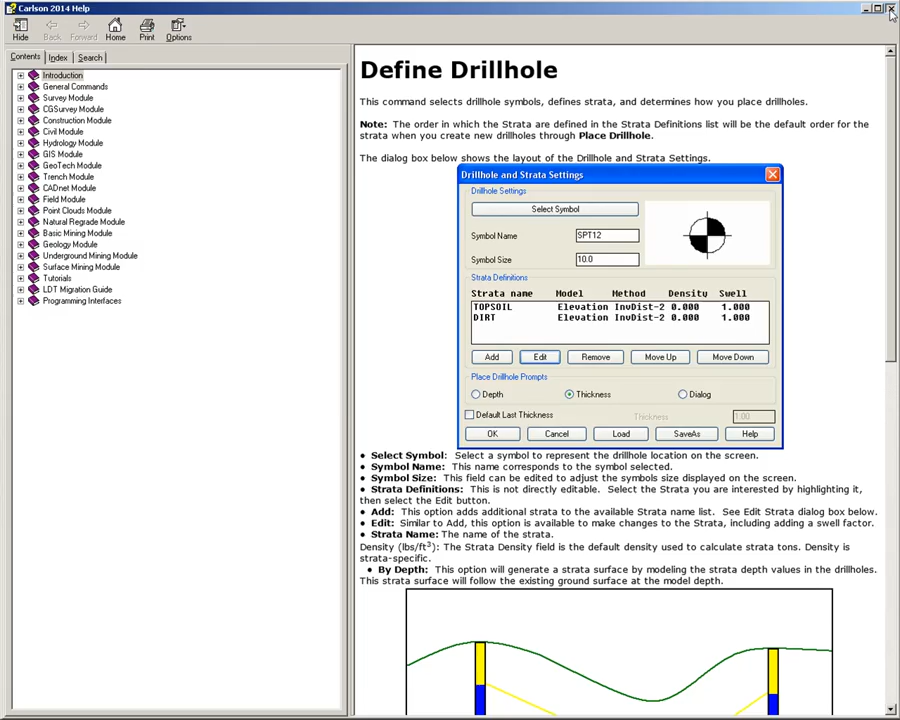 Carlson 2014 Help
Hide Back Forward Home Print Options
Contents Index Search
Introduction
General Commands
Survey Module
CGSurvey Module
Construction Module
Civil Module
Hydrology Module
GIS Module
GeoTech Module
Trench Module
CADnet Module
Field Module
Point Clouds Module
Natural Regrade Module
Basic Mining Module
Geology Module
Underground Mining Module
Surface Mining Module
Tutorials
LDT Migration Guide
Programming Interfaces
Define Drillhole
This command selects drillhole symbols, defines strata, and determines how you place drillholes.
Note: The order in which the Strata are defined in the Strata Definitions list will be the default order for the
strata when you create new drillholes through Place Drillhole.
The dialog box below shows the layout of the Drillhole and Strata Settings.
Drillhole and Strata Settings
Drillhole Settings
Select Symbol
Symbol Name SPT12
Symbol Size 10.0
Strata Definitions
Strata name Model Method Density Swell
TOPSOIL Elevation InvDist-2 0.000 1.000
DIRT Elevation InvDist-2 0.000 1.000
Add Edit Remove Move Up Move Down
Place Drillhole Prompts
Depth Thickness Dialog
Default Last Thickness Thickness 1.00
OK Cancel Load SaveAs Help
• Select Symbol: Select a symbol to represent the drillhole location on the screen.
• Symbol Name: This name corresponds to the symbol selected.
• Symbol Size: This field can be edited to adjust the symbols size displayed on the screen.
• Strata Definitions: This is not directly editable. Select the Strata you are interested by highlighting it,
then select the Edit button.
• Add: This option adds additional strata to the available Strata name list. See Edit Strata dialog box below.
• Edit: Similar to Add, this option is available to make changes to the Strata, including adding a swell factor.
• Strata Name: The name of the strata.
Density (lbs/ft³): The Strata Density field is the default density used to calculate strata tons. Density is
strata-specific.
• By Depth: This option will generate a strata surface by modeling the strata depth values in the drillholes.
This strata surface will follow the existing ground surface at the model depth.